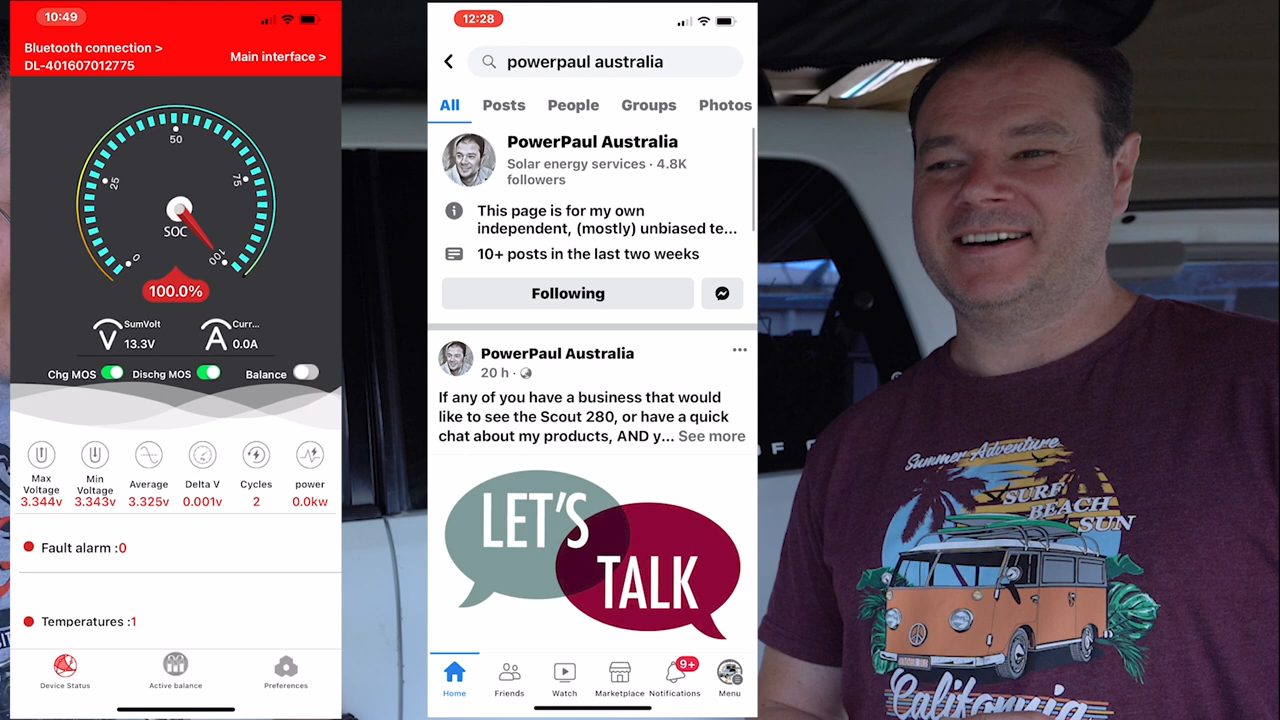 10:49
Bluetooth connection >
DL-401607012775
Main interface >
0
25
50
75
100
SOC
100.0%
SumVolt
13.3V
Curr...
0.0A
Chg MOS
Dischg MOS
Balance
Max Voltage
3.344v
Min Voltage
3.343v
Average
3.325v
Delta V
0.001v
Cycles
2
power
0.0kw
Fault alarm :0
Temperatures :1
Device Status
Active balance
Preferences
12:28
powerpaul australia
All
Posts
People
Groups
Photos
PowerPaul Australia
Solar energy services · 4.8K
followers
This page is for my own
independent, (mostly) unbiased te...
10+ posts in the last two weeks
Following
PowerPaul Australia
20 h ·
If any of you have a business that would
like to see the Scout 280, or have a quick
chat about my products, AND y... See more
LET'S
TALK
9+
Home
Friends
Watch
Marketplace
Notifications
Menu
Summer Adventure
SURF
BEACH
SUN
California